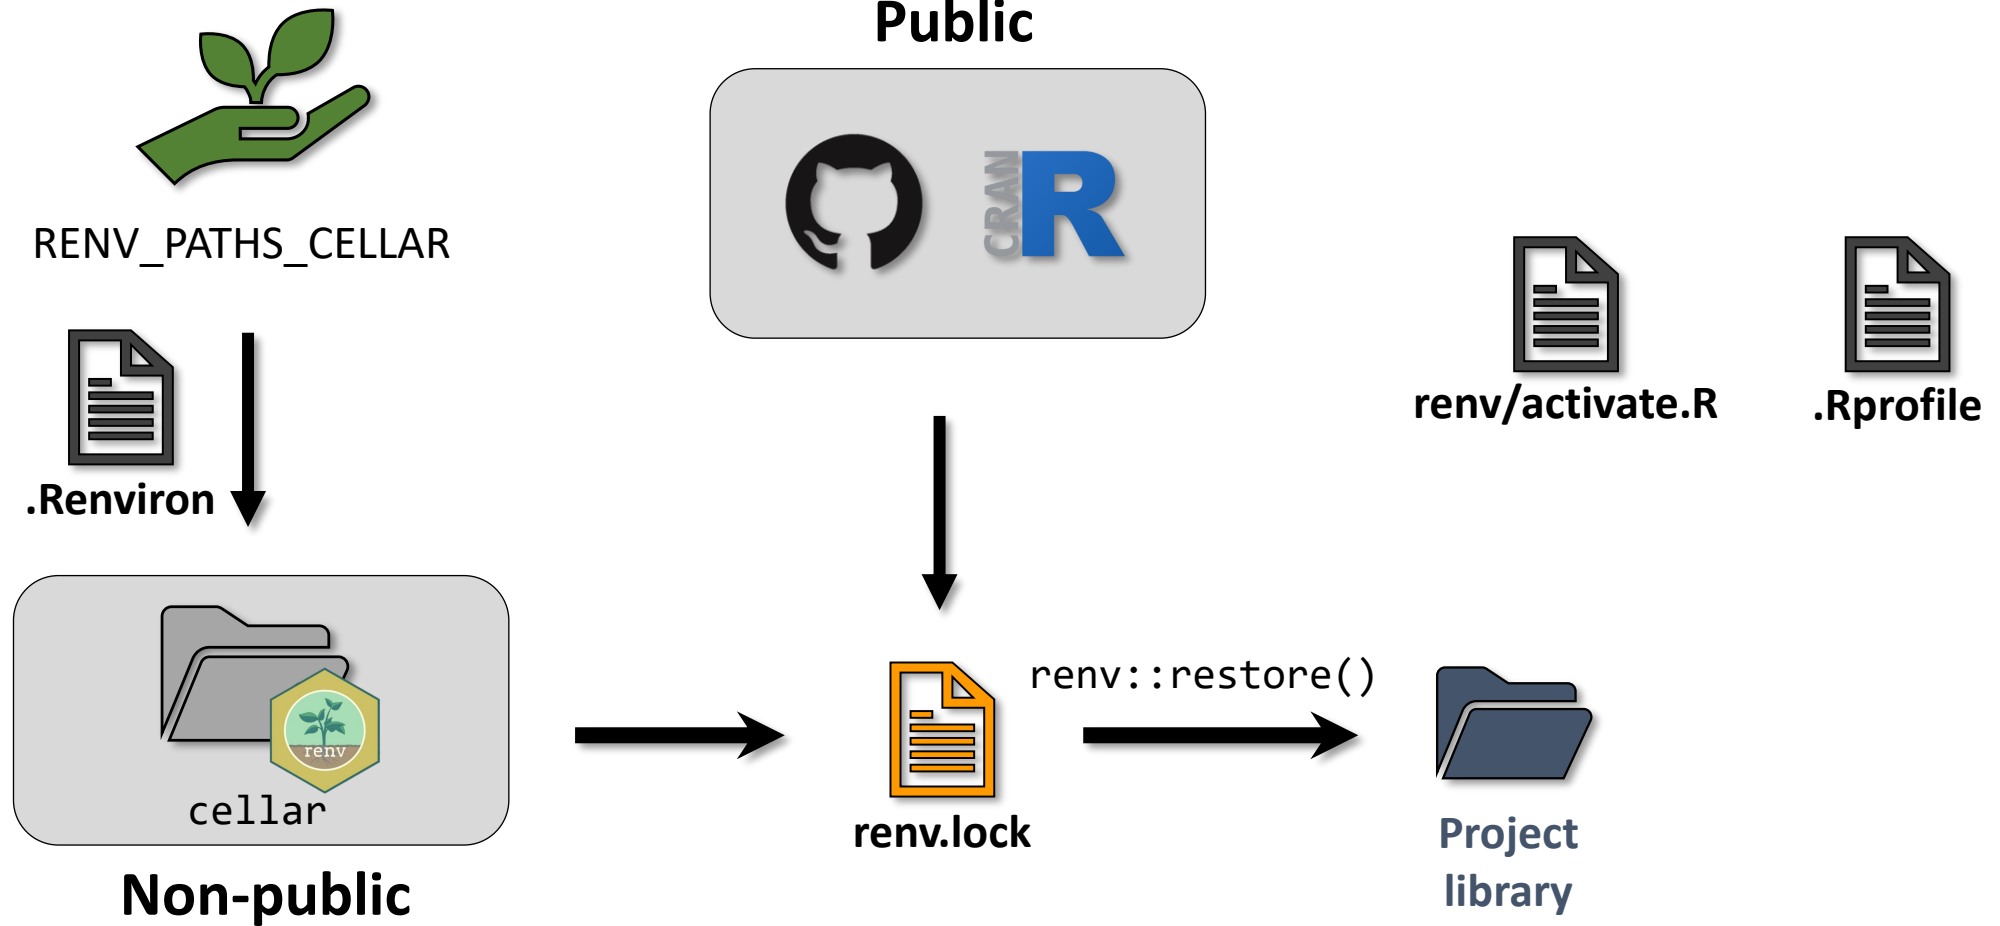 Public
CRAN
R
RENV_PATHS_CELLAR
.Renviron
renv/activate.R
.Rprofile
renv
cellar
Non-public
renv::restore()
renv.lock
Project
library